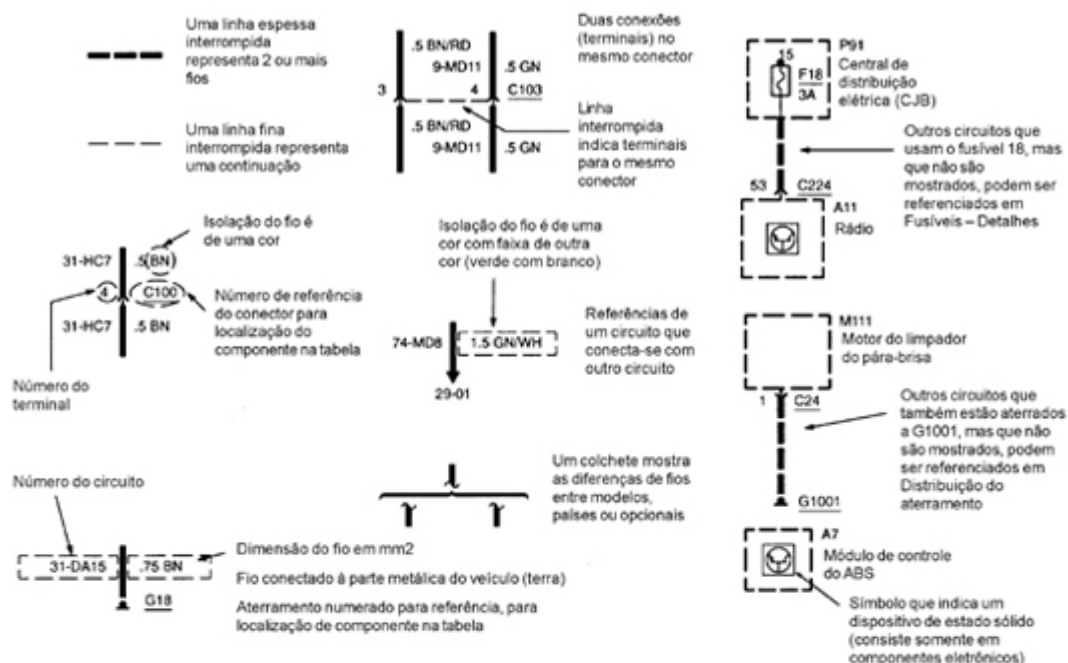 Uma linha espessa
interrompida
representa 2 ou mais
fios
Uma linha fina
interrompida representa
uma continuação
.5 BN/RD
9-MD11
.5 GN
3
4
C103
.5 BN/RD
9-MD11
.5 GN
Duas conexões
(terminais) no
mesmo conector
Linha
interrompida
indica terminais
para o mesmo
conector
P91
15
F18
3A
Central de
distribuição
elétrica (CJB)
Outros circuitos que
usam o fusível 18, mas
que não são
mostrados, podem ser
referenciados em
Fusíveis – Detalhes
53
C224
A11
Rádio
Isolação do fio é
de uma cor
31-HC7
.5(BN)
4
C100
31-HC7
.5 BN
Número de referência
do conector para
localização do
componente na tabela
Número do
terminal
Isolação do fio é de uma
cor com faixa de outra
cor (verde com branco)
74-MD8
1.5 GN/WH
29-01
Referências de
um circuito que
conecta-se com
outro circuito
M111
Motor do limpador
do pára-brisa
1
C24
Outros circuitos que
também estão aterrados
a G1001, mas que não
são mostrados, podem
ser referenciados em
Distribuição do
aterramento
G1001
Um colchete mostra
as diferenças de fios
entre modelos,
países ou opcionais
Número do circuito
31-DA15
.75 BN
G18
Dimensão do fio em mm2
Fio conectado à parte metálica do veículo (terra)
Aterramento numerado para referência, para
localização de componente na tabela
A7
Módulo de controle
do ABS
Símbolo que indica um
dispositivo de estado sólido
(consiste somente em
componentes eletrônicos)